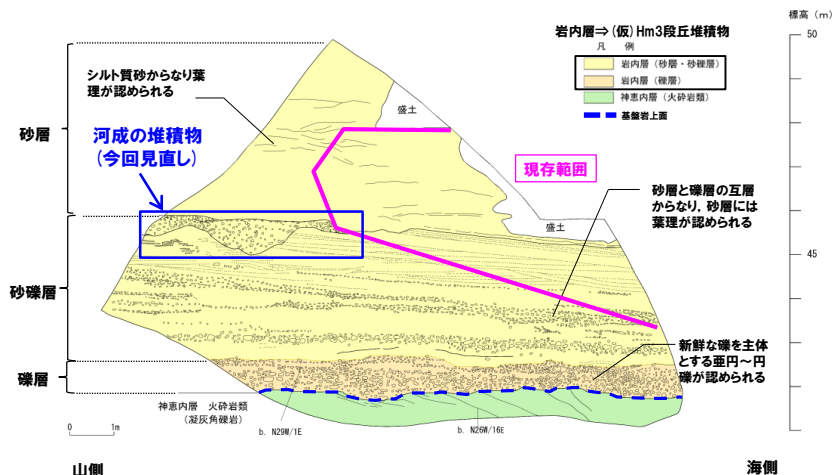 標高（m）
50
45
岩内層⇒(仮)Hm3段丘堆積物
凡　例
岩内層（砂層・砂礫層）
岩内層（礫層）
神恵内層（火砕岩類）
基盤岩上面
シルト質砂からなり葉
理が認められる
盛土
砂層
河成の堆積物
(今回見直し)
現存範囲
砂層と礫層の互層
からなり、砂層には
葉理が認められる
盛土
砂礫層
新鮮な礫を主体
とする亜円～円
礫が認められる
礫層
神恵内層　火砕岩類
(凝灰角礫岩)
0　1m
b. N29W/1E
b. N26W/16E
山側
海側